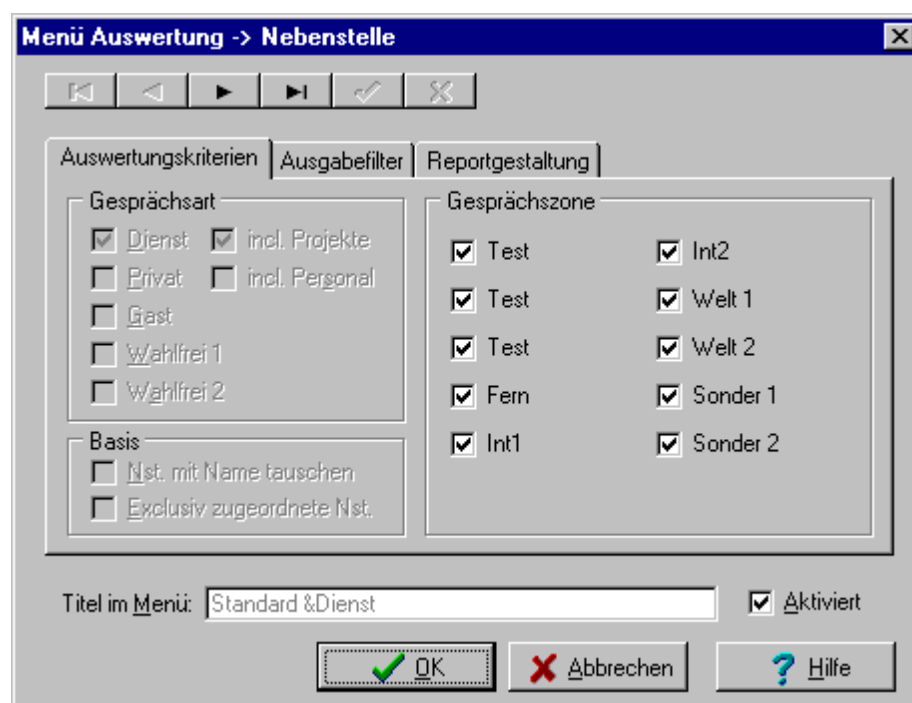 Menü Auswertung -> Nebenstelle
Auswertungskriterien Ausgabefilter Reportgestaltung
Gesprächsart
Dienst incl. Projekte
Privat incl. Personal
Gast
Wahlfrei 1
Wahlfrei 2
Basis
Nst. mit Name tauschen
Exclusiv zugeordnete Nst.
Gesprächszone
Test Int2
Test Welt 1
Test Welt 2
Fern Sonder 1
Int1 Sonder 2
Titel im Menü: Standard &Dienst Aktiviert
OK Abbrechen Hilfe